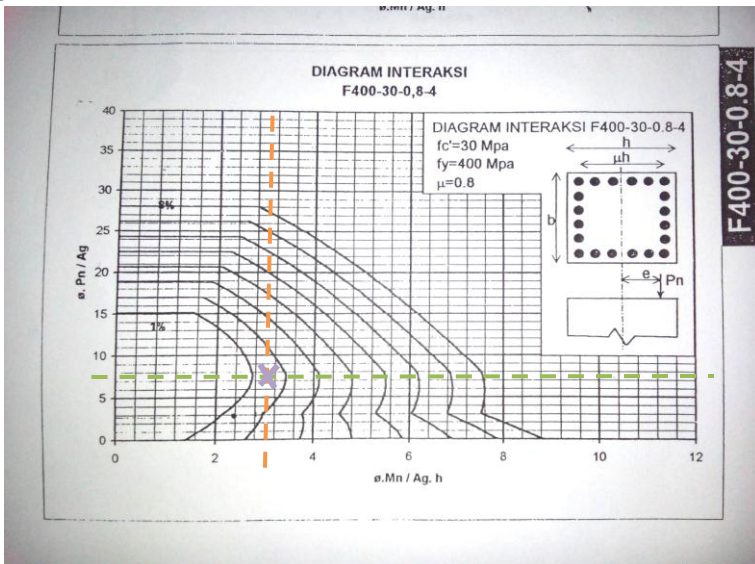 ø.Mn / Ag. h
DIAGRAM INTERAKSI
F400-30-0,8-4
ø. Pn / Ag
40
35
30
25
20
15
10
5
0
8%
1%
0
2
4
6
8
10
12
ø.Mn / Ag. h
DIAGRAM INTERAKSI F400-30-0.8-4
fc'=30 Mpa
fy=400 Mpa
µ=0.8
h
µh
b
e
Pn
F400-30-0.8-4